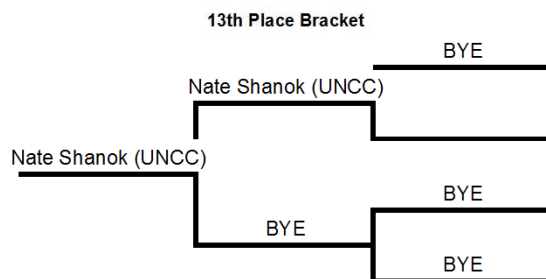 13th Place Bracket
BYE
Nate Shanok (UNCC)
Nate Shanok (UNCC)
BYE
BYE
BYE